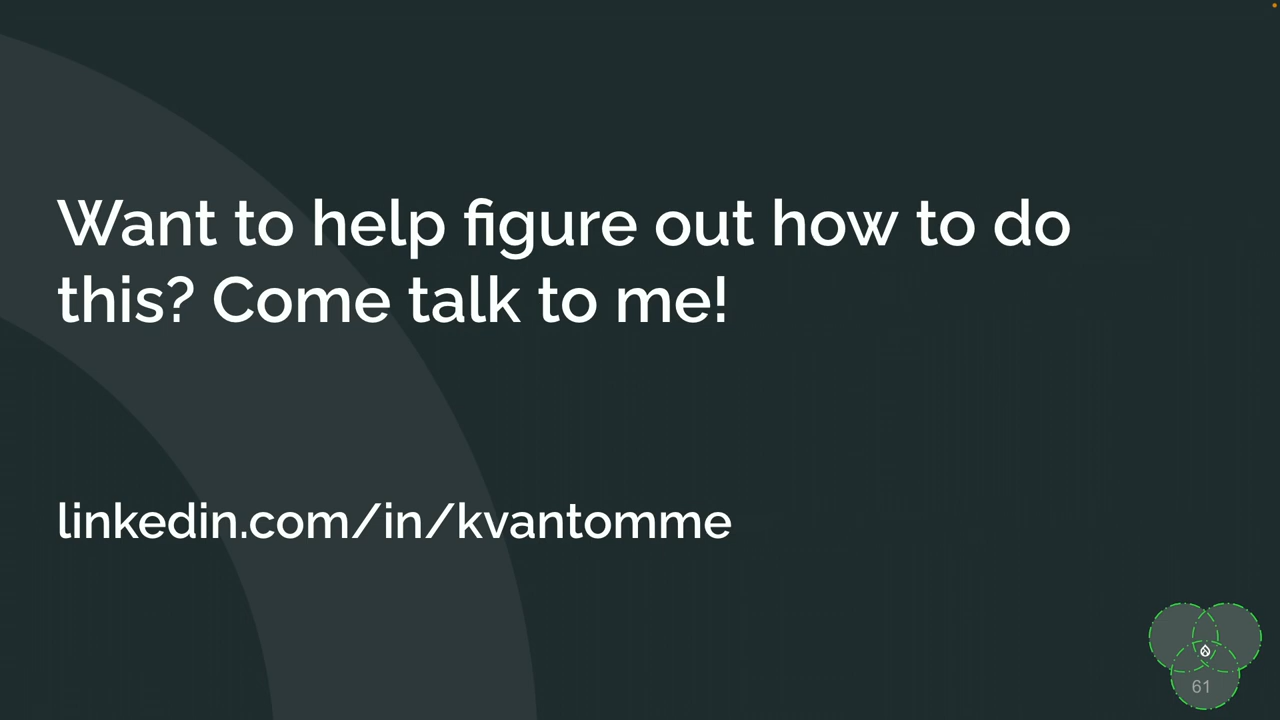 Want to help figure out how to do
this? Come talk to me!
linkedin.com/in/kvantomme
61